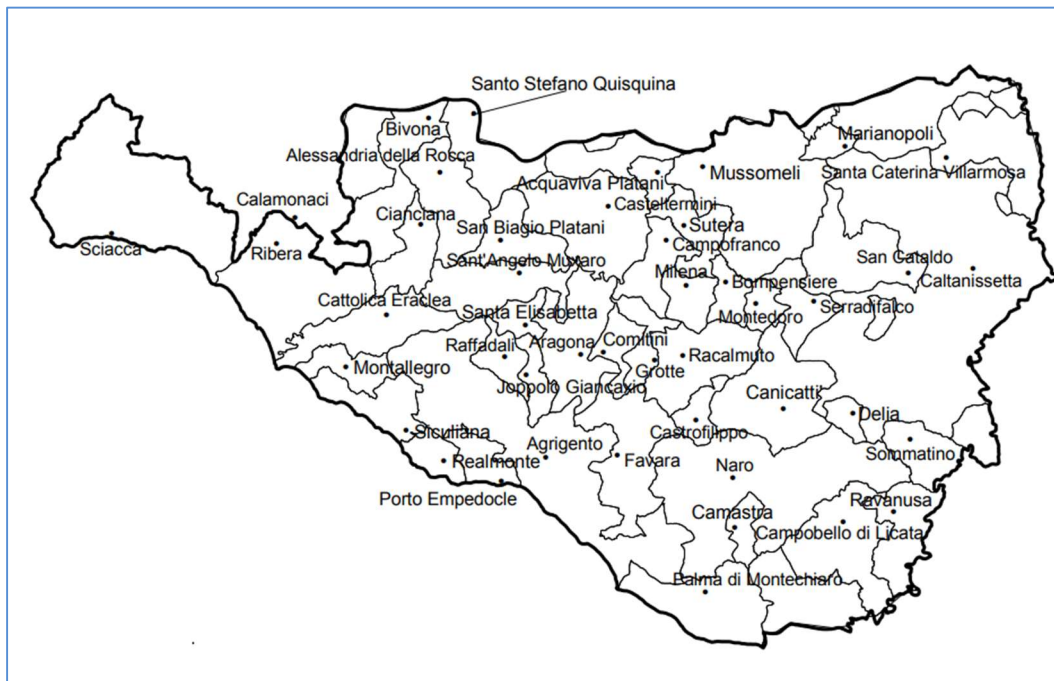 Santo Stefano Quisquina
Bivona
Marianopoli
Alessandria della Rocca
Mussomeli
Santa Caterina Villarmosa
Acquaviva Platani
Calamonaci
Casteltermini
Cianciana
San Biagio Platani
Sutera
Sciacca
Ribera
Campofranco
San Cataldo
Sant'Angelo Muxaro
Milena
Bompensiere
Caltanissetta
Cattolica Eraclea
Santa Elisabetta
Montedoro
Serradifalco
Raffadali
Aragona
Comitini
Montallegro
Grotte
Racalmuto
Joppolo Giancaxio
Canicatti'
Delia
Siculiana
Castrofilippo
Agrigento
Sommatino
Realmonte
Favara
Naro
Porto Empedocle
Ravanusa
Camastra
Campobello di Licata
Palma di Montechiaro